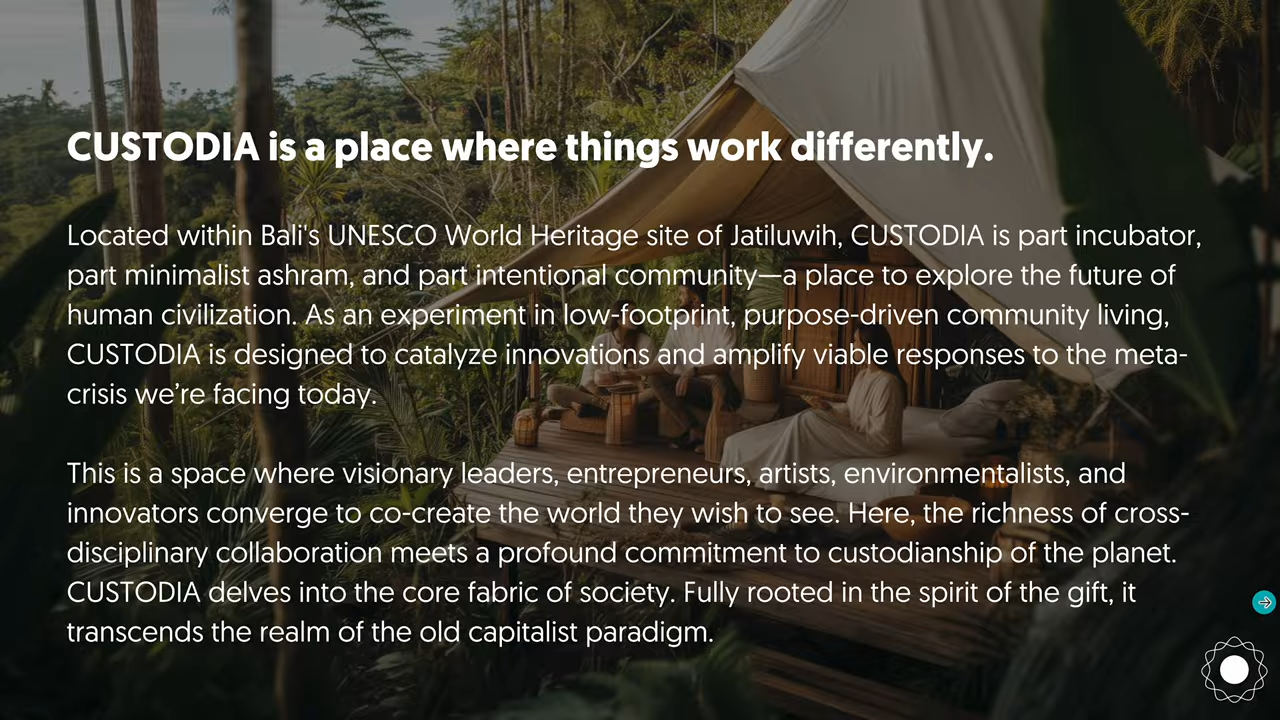 CUSTODIA is a place where things work differently.
Located within Bali's UNESCO World Heritage site of Jatiluwih, CUSTODIA is part incubator,
part minimalist ashram, and part intentional community—a place to explore the future of
human civilization. As an experiment in low-footprint, purpose-driven community living,
CUSTODIA is designed to catalyze innovations and amplify viable responses to the meta-
crisis we’re facing today.
This is a space where visionary leaders, entrepreneurs, artists, environmentalists, and
innovators converge to co-create the world they wish to see. Here, the richness of cross-
disciplinary collaboration meets a profound commitment to custodianship of the planet.
CUSTODIA delves into the core fabric of society. Fully rooted in the spirit of the gift, it
transcends the realm of the old capitalist paradigm.